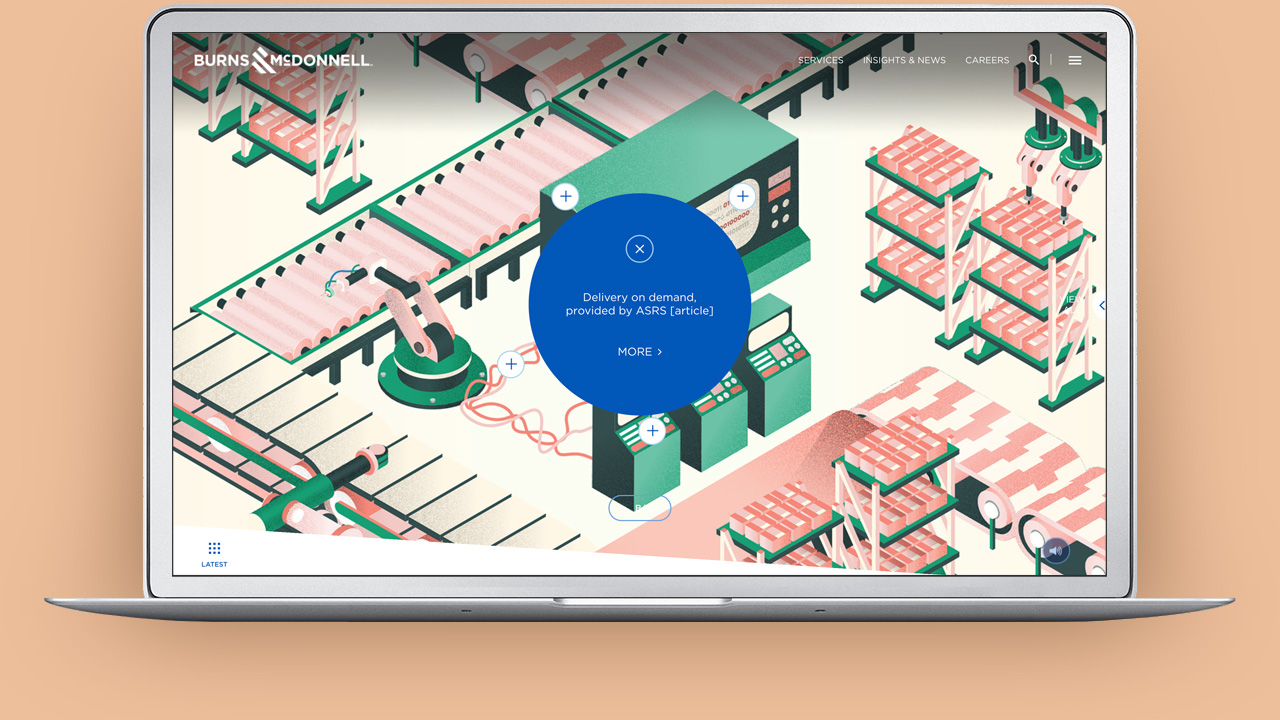 BURNS McDONNELL
SERVICES
INSIGHTS & NEWS
CAREERS
Delivery on demand,
provided by ASRS [article]
MORE
LATEST